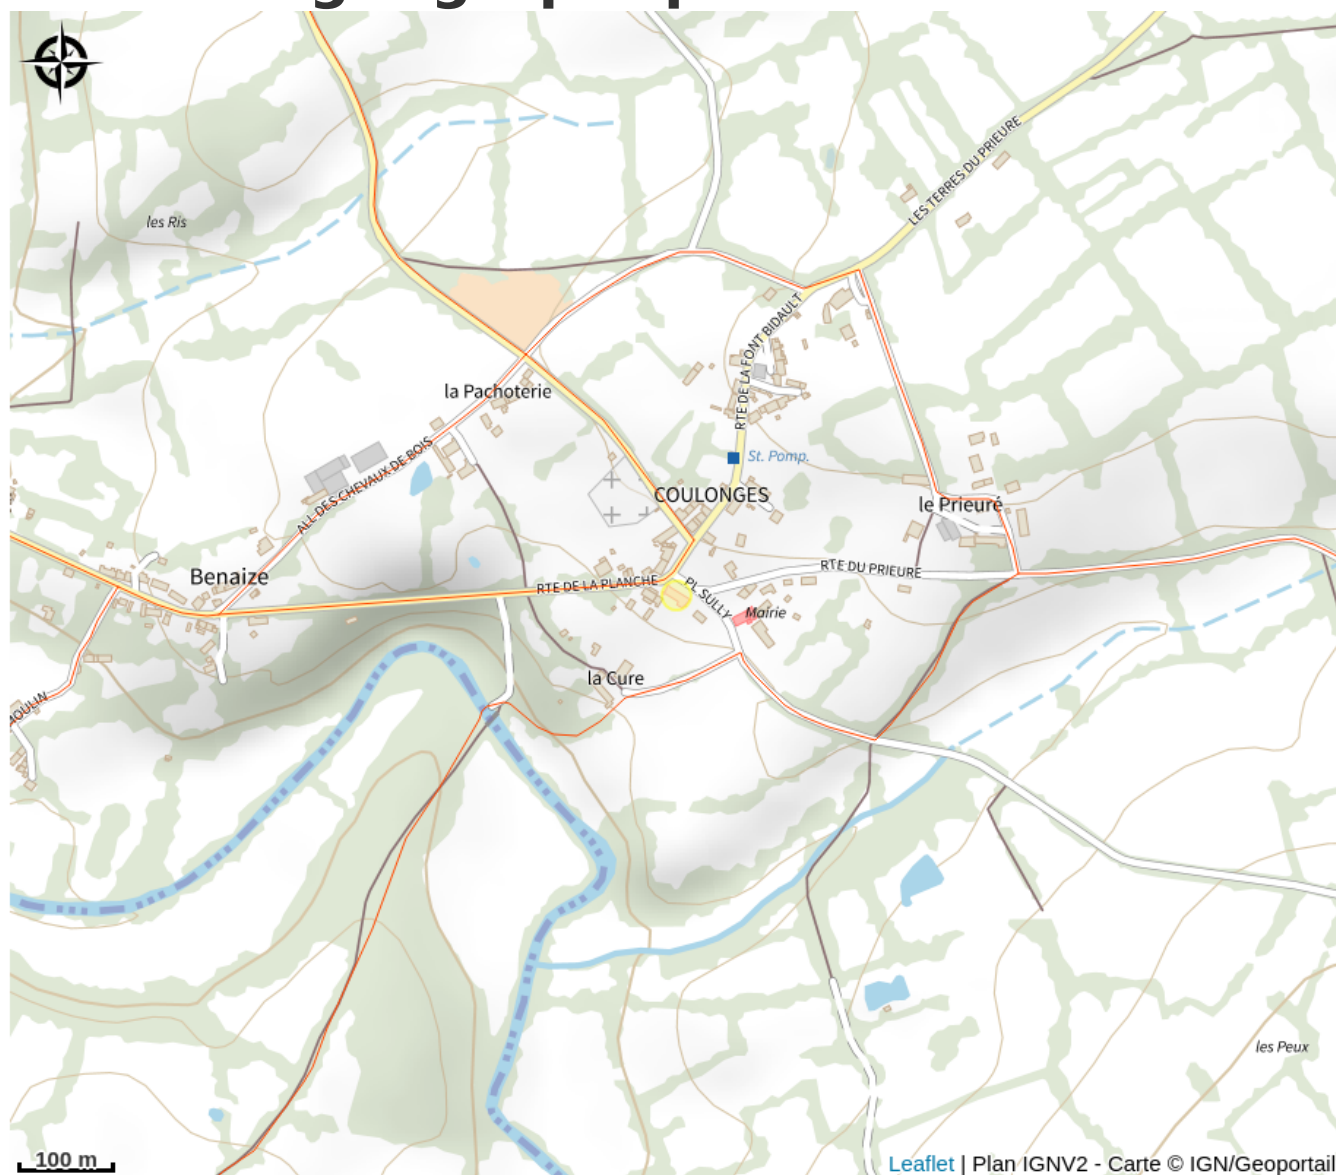 les Ris
LES TERRES DU PRIEURE
RTE DE LA FONT BIDAULT
la Pachoterie
ALL DES CHEVAUX DE BOIS
St. Pomp.
COULONGES
le Prieuré
Benaize
RTE DE LA PLANCHE
PL SULLY
RTE DU PRIEURE
Mairie
la Cure
MOULIN
les Peux
100 m
Leaflet | Plan IGNV2 - Carte © IGN/Geoportail